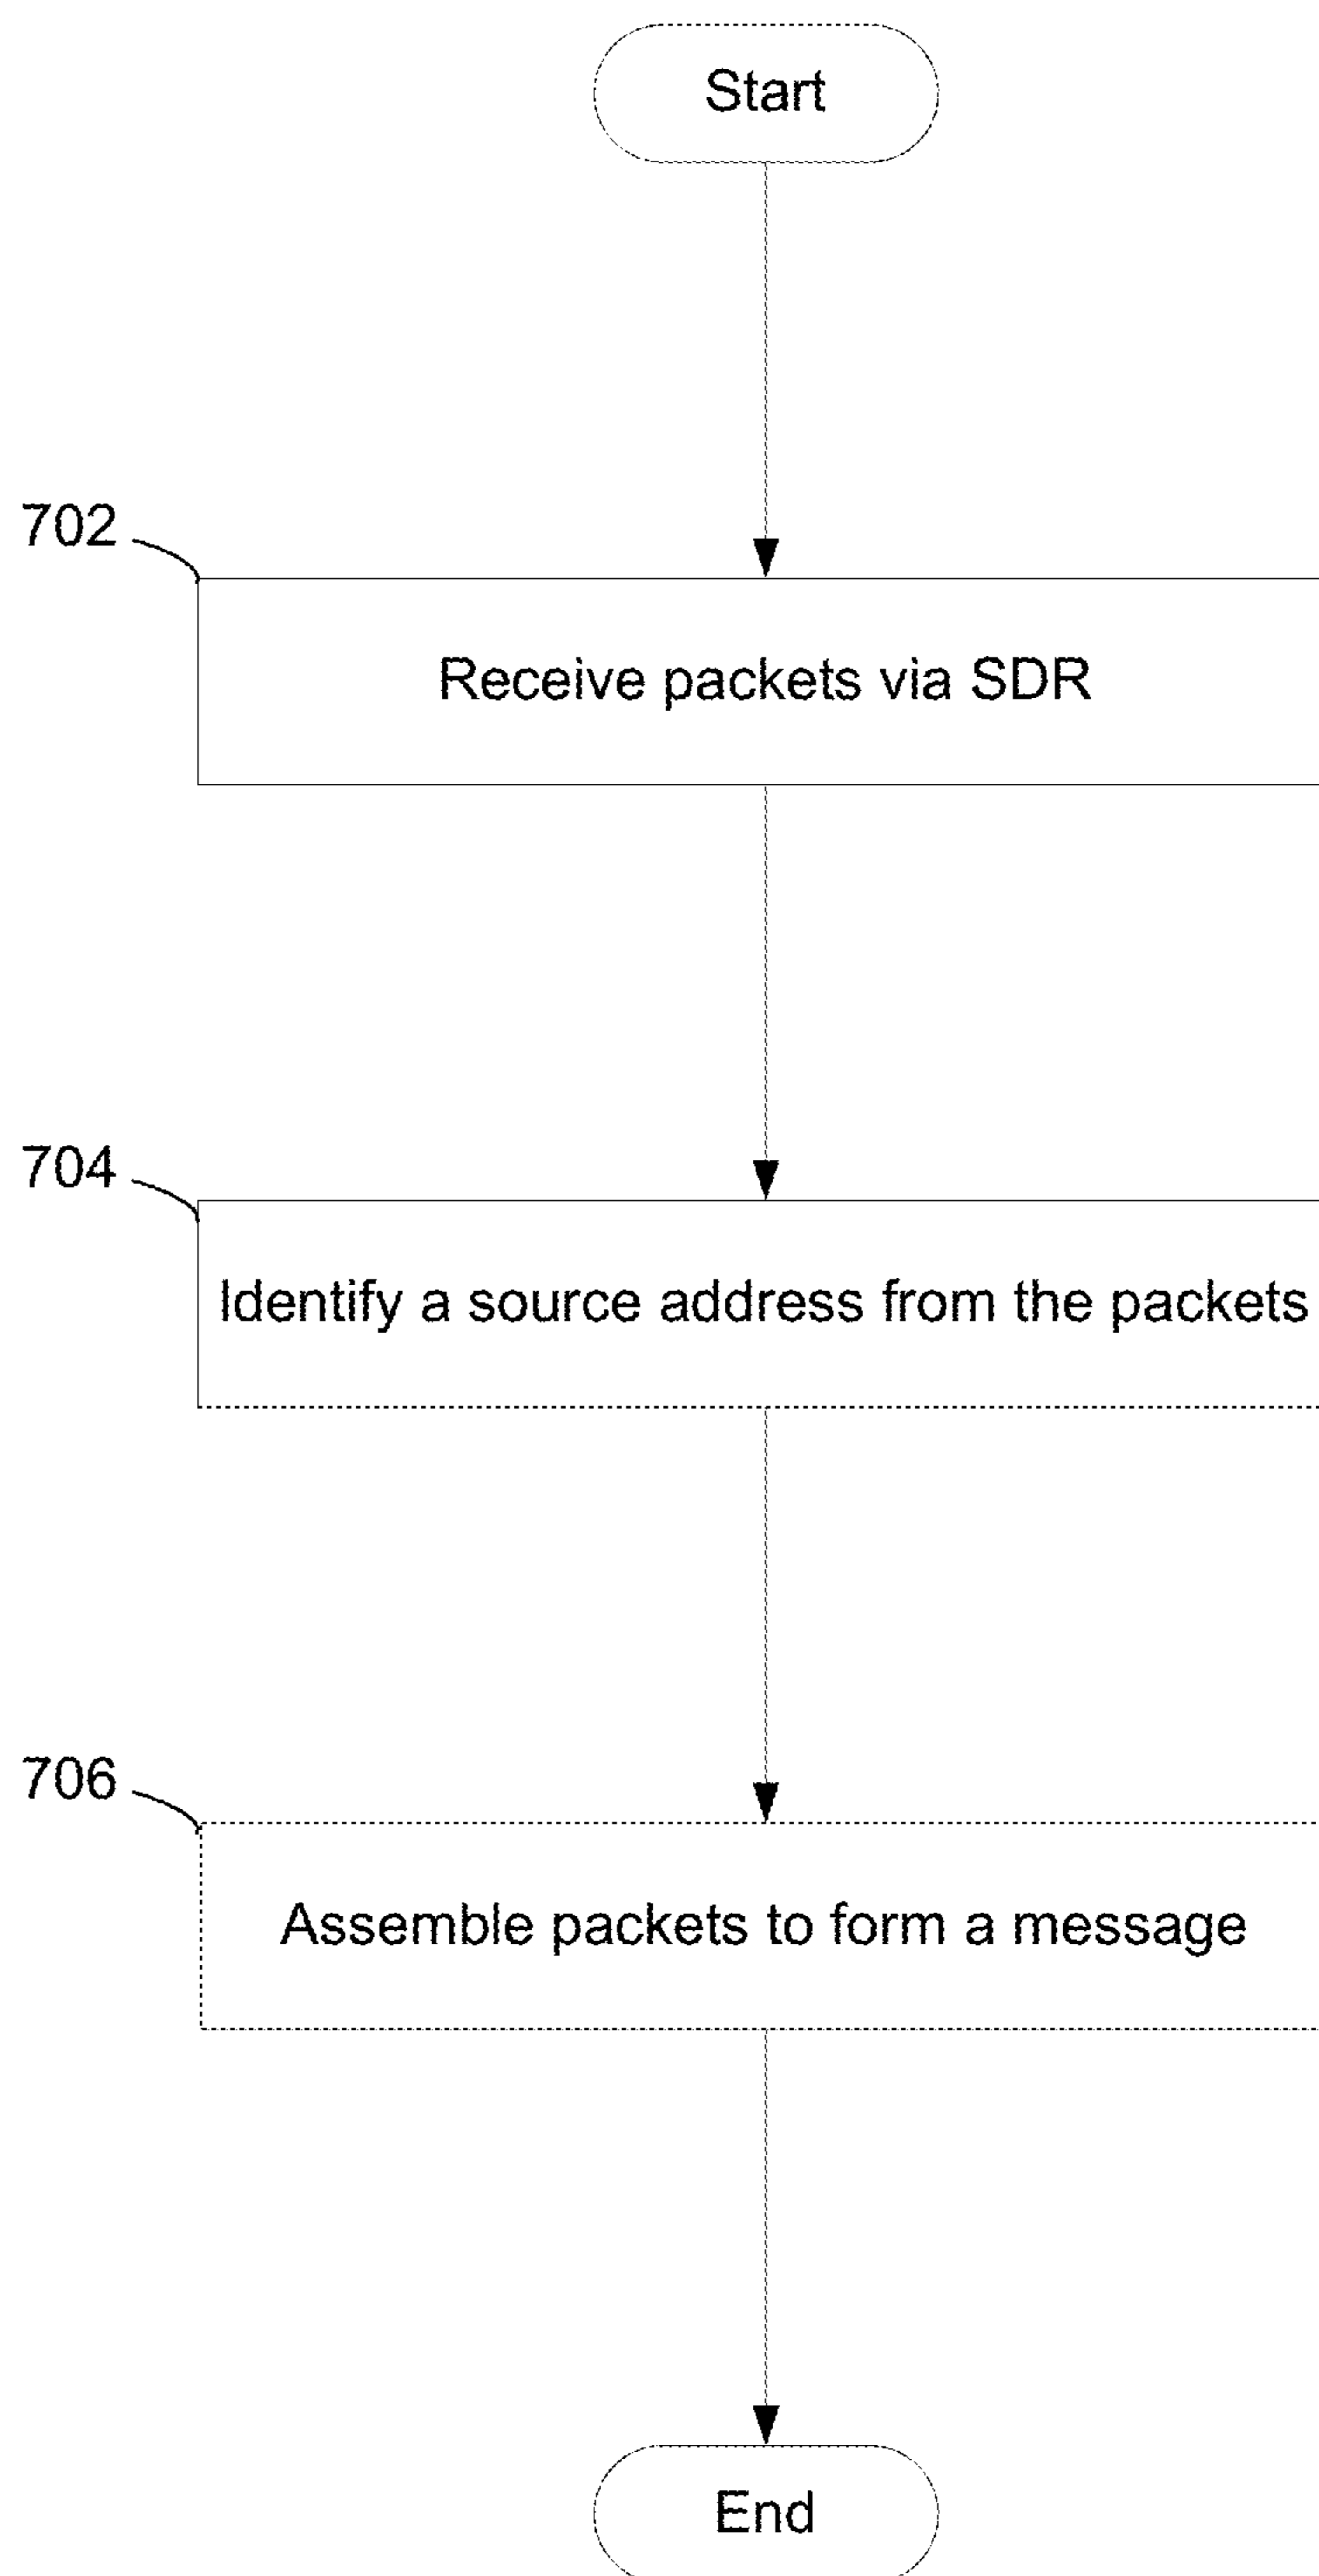 Start
702
Receive packets via SDR
704
Identify a source address from the packets
706
Assemble packets to form a message
End